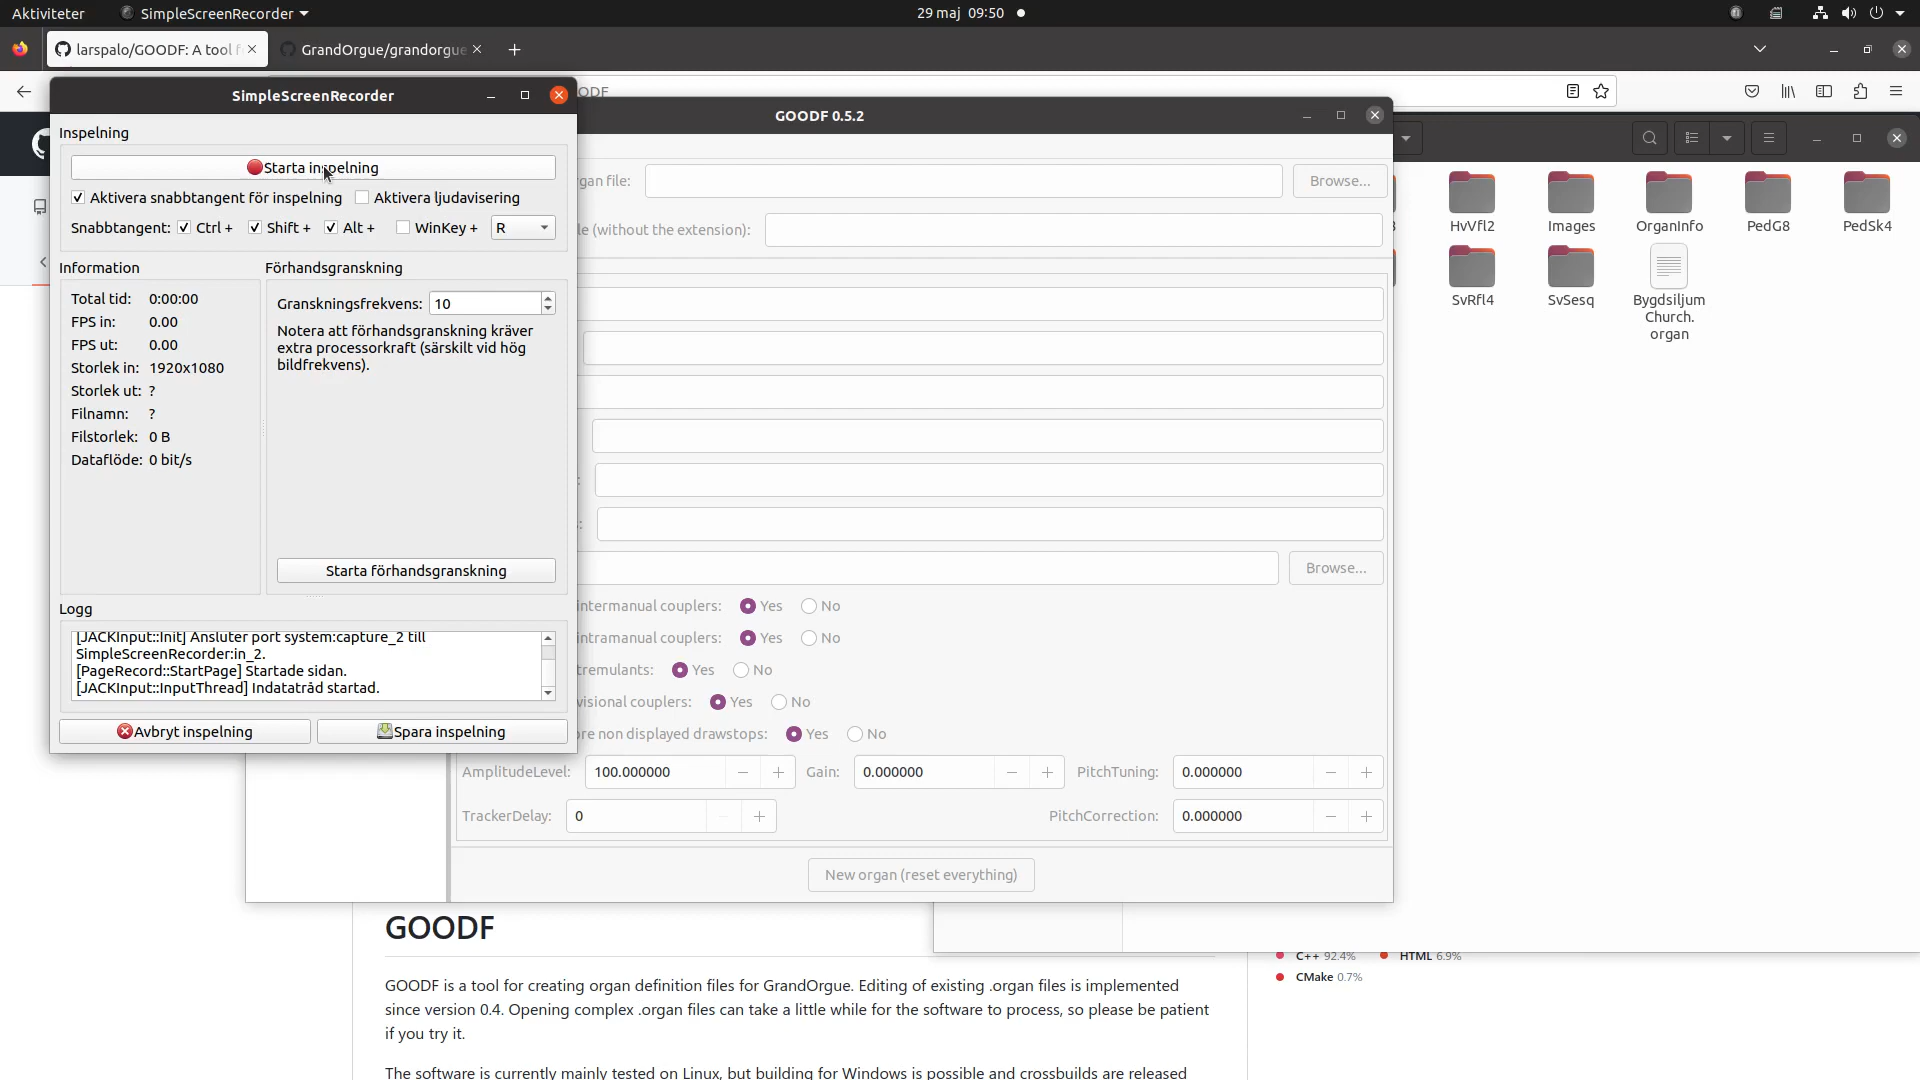 Aktiviteter
SimpleScreenRecorder
29 maj 09:50
larspalo/GOODF: A tool f
GrandOrgue/grandorgue
ODF
SimpleScreenRecorder
GOODF 0.5.2
Inspelning
Starta inspelning
Aktivera snabbtangent för inspelning
Aktivera ljudavisering
Snabbtangent:
Ctrl +
Shift +
Alt +
WinKey +
R
Information
Total tid: 0:00:00
FPS in: 0.00
FPS ut: 0.00
Storlek in: 1920x1080
Storlek ut: ?
Filnamn: ?
Filstorlek: 0 B
Dataflöde: 0 bit/s
Förhandsgranskning
Granskningsfrekvens: 10
Notera att förhandsgranskning kräver
extra processorkraft (särskilt vid hög
bildfrekvens).
Starta förhandsgranskning
Logg
[JACKInput::Init] Ansluter port system:capture_2 till
SimpleScreenRecorder:in_2.
[PageRecord::StartPage] Startade sidan.
[JACKInput::InputThread] Indatatråd startad.
Avbryt inspelning
Spara inspelning
gan file:
Browse...
le (without the extension):
:
s:
Browse...
intermanual couplers: Yes No
intramanual couplers: Yes No
tremulants: Yes No
visional couplers: Yes No
ore non displayed drawstops: Yes No
AmplitudeLevel: 100.000000
Gain: 0.000000
PitchTuning: 0.000000
TrackerDelay: 0
PitchCorrection: 0.000000
New organ (reset everything)
HvVfl2
Images
OrganInfo
PedG8
PedSk4
SvRfl4
SvSesq
Bygdsiljum
Church.
organ
GOODF
GOODF is a tool for creating organ definition files for GrandOrgue. Editing of existing .organ files is implemented
since version 0.4. Opening complex .organ files can take a little while for the software to process, so please be patient
if you try it.
The software is currently mainly tested on Linux, but building for Windows is possible and crossbuilds are released
C++ 92.4%
HTML 6.9%
CMake 0.7%